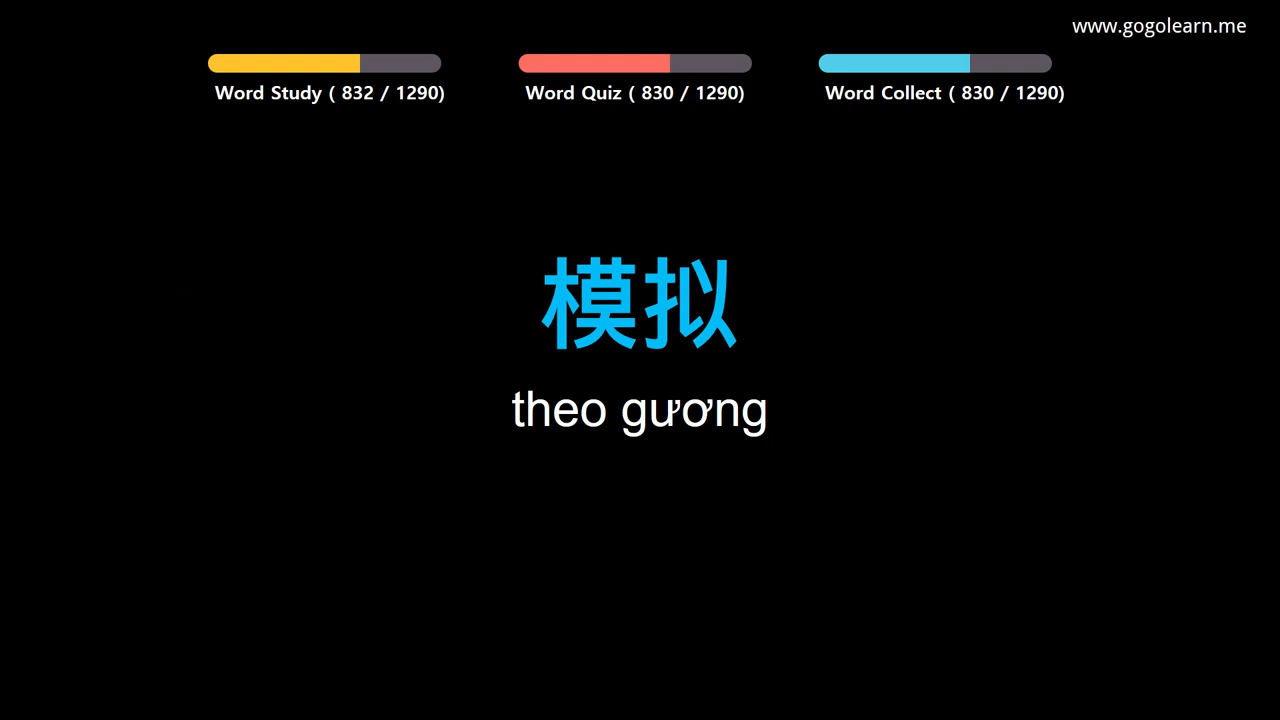 www.gogolearn.me
Word Study ( 832 / 1290)
Word Quiz ( 830 / 1290)
Word Collect ( 830 / 1290)
模拟
theo gương